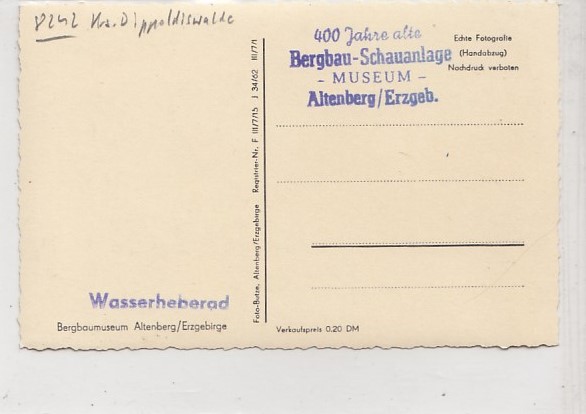 8242 Krs. Dippoldiswalde
400 Jahre alte
Bergbau-Schauanlage
- MUSEUM -
Altenberg/Erzgeb.
Echte Fotografie
(Handabzug)
Nachdruck verboten
Foto-Butze, Altenberg/Erzgebirge Registrier-Nr. F III/7/15 J 34/62 III/7/1
Wasserheberad
Bergbaumuseum Altenberg/Erzgebirge
Verkaufspreis 0.20 DM